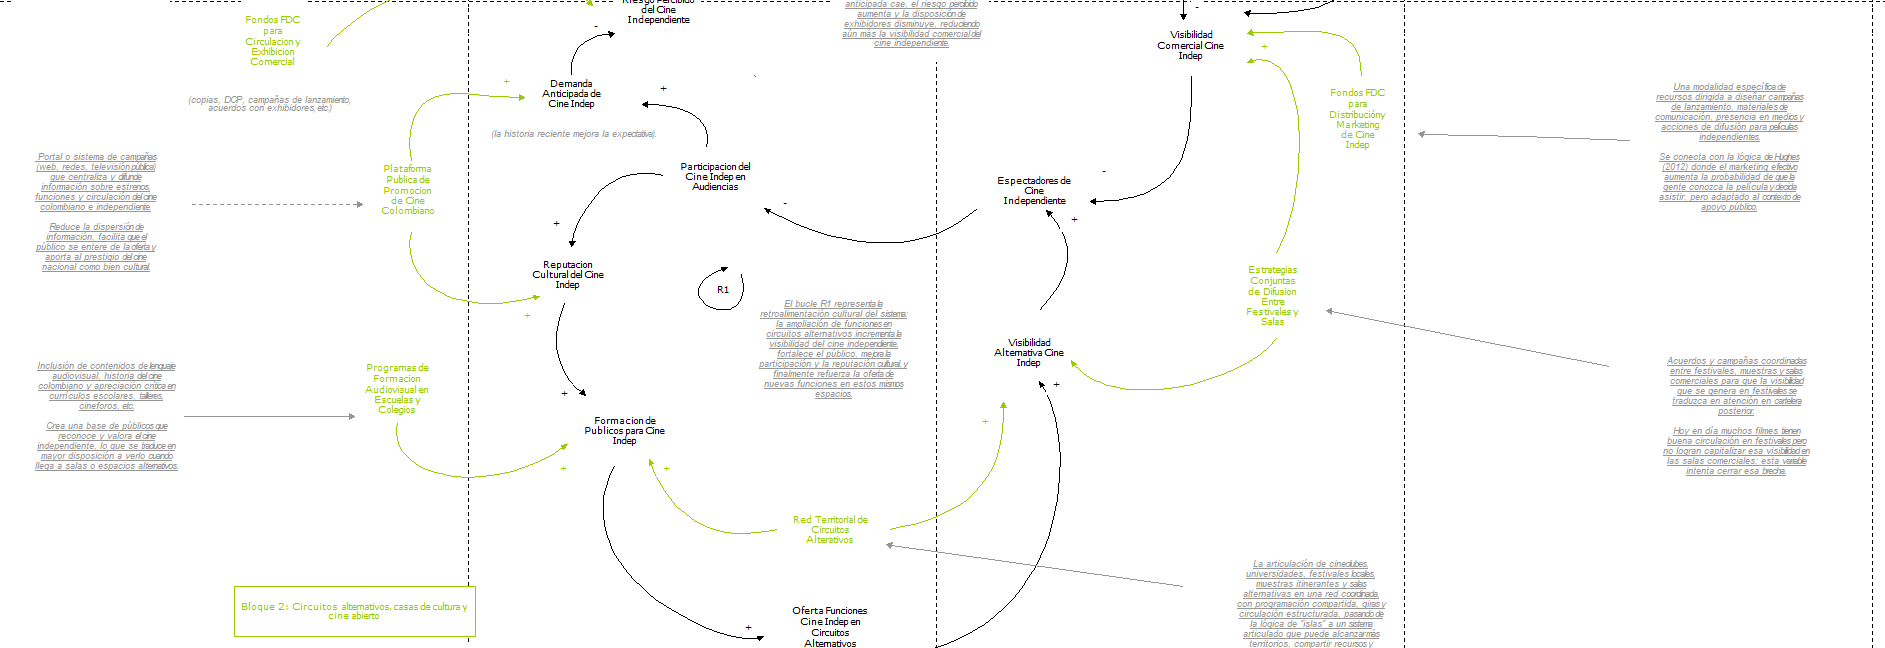 Fondos FDC
para
Circulacion y
Exhibicion
Comercial
(copias, DCP, campañas de lanzamiento,
acuerdos con exhibidores, etc.)
Riesgo Percibido
del Cine
Independiente
-
anticipada cae, el riesgo percibido
aumenta y la disposición de
exhibidores disminuye, reduciendo
aún más la visibilidad comercial del
cine independiente.
-
Visibilidad
Comercial Cine
Indep
+
Demanda
Anticipada de
Cine Indep
+
+
(la historia reciente mejora la expectativa).
Fondos FDC
para
Distribución y
Marketing
de Cine
Indep
Una modalidad específica de
recursos dirigida a diseñar campañas
de lanzamiento, materiales de
comunicación, presencia en medios y
acciones de difusión para películas
independientes.
Se conecta con la lógica de Hughes
(2012) donde el marketing efectivo
aumenta la probabilidad de que la
gente conozca la película y decida
asistir, pero adaptado al contexto de
apoyo público.
Portal o sistema de campañas
(web, redes, televisión pública)
que centraliza y difunde
información sobre estrenos,
funciones y circulación del cine
colombiano e independiente.
Reduce la dispersión de
información, facilita que el
público se entere de la oferta y
aporta al prestigio del cine
nacional como bien cultural.
Plataforma
Publica de
Promocion
de Cine
Colombiano
Participacion del
Cine Indep en
Audiencias
-
Espectadores de
Cine
Independiente
-
+
+
Reputacion
Cultural del Cine
Indep
+
R1
El bucle R1 representa la
retroalimentación cultural del sistema:
la ampliación de funciones en
circuitos alternativos incrementa la
visibilidad del cine independiente,
fortalece el público, mejora la
participación y la reputación cultural, y
finalmente refuerza la oferta de
nuevas funciones en estos mismos
espacios.
Estrategias
Conjuntas
de Difusion
Entre
Festivales y
Salas
Visibilidad
Alternativa Cine
Indep
+
Acuerdos y campañas coordinadas
entre festivales, muestras y salas
comerciales para que la visibilidad
que se genera en festivales se
traduzca en atención en cartelera
posterior.
Hoy en día muchos filmes tienen
buena circulación en festivales pero
no logran capitalizar esa visibilidad en
las salas comerciales; esta variable
intenta cerrar esa brecha.
Inclusión de contenidos de lenguaje
audiovisual, historia del cine
colombiano y apreciación crítica en
currículos escolares, talleres,
cineforos, etc.
Crea una base de públicos que
reconoce y valora el cine
independiente, lo que se traduce en
mayor disposición a verlo cuando
llega a salas o espacios alternativos.
Programas de
Formacion
Audiovisual en
Escuelas y
Colegios
+
Formacion de
Publicos para Cine
Indep
+
+
+
Red Territorial de
Circuitos
Alterativos
La articulación de cineclubes,
universidades, festivales locales,
muestras itinerantes y salas
alternativas en una red coordinada,
con programación compartida, giras y
circulación estructurada, pasando de
la lógica de "islas" a un sistema
articulado que puede alcanzar más
territorios, compartir recursos y
Bloque 2: Circuitos alternativos, casas de cultura y
cine abierto
+
Oferta Funciones
Cine Indep en
Circuitos
Alternativos